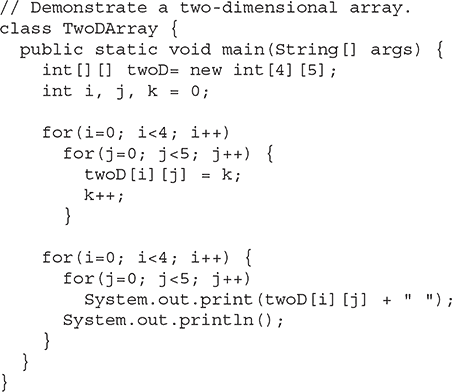 // Demonstrate a two-dimensional array.
class TwoDArray {
  public static void main(String[] args) {
    int[][] twoD= new int[4][5];
    int i, j, k = 0;

    for(i=0; i<4; i++)
      for(j=0; j<5; j++) {
        twoD[i][j] = k;
        k++;
      }

    for(i=0; i<4; i++) {
      for(j=0; j<5; j++)
        System.out.print(twoD[i][j] + " ");
      System.out.println();
    }
  }
}